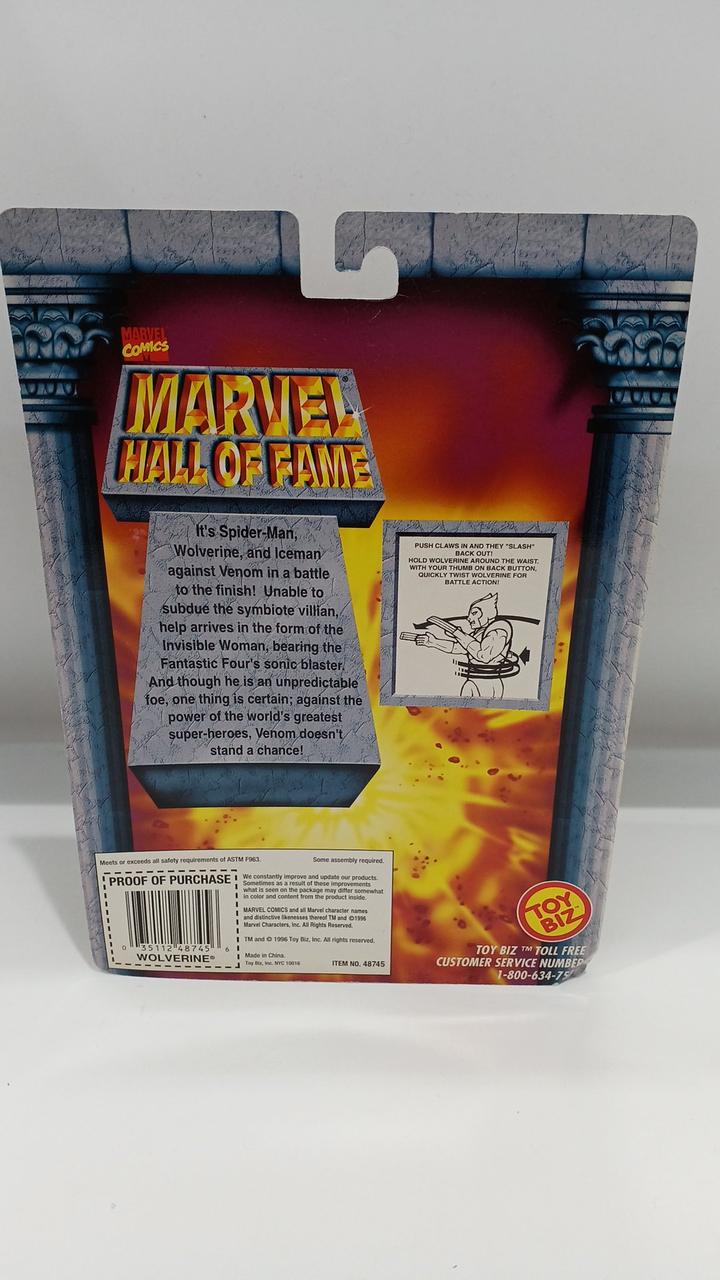 MARVEL
COMICS
MARVEL®
HALL OF FAME
It's Spider-Man,
Wolverine, and Iceman
against Venom in a battle
to the finish! Unable to
subdue the symbiote villian,
help arrives in the form of the
Invisible Woman, bearing the
Fantastic Four's sonic blaster.
And though he is an unpredictable
foe, one thing is certain; against the
power of the world's greatest
super-heroes, Venom doesn't
stand a chance!
PUSH CLAWS IN AND THEY "SLASH"
BACK OUT!
HOLD WOLVERINE AROUND THE WAIST.
WITH YOUR THUMB ON BACK BUTTON,
QUICKLY TWIST WOLVERINE FOR
BATTLE ACTION!
Meets or exceeds all safety requirements of ASTM F963. Some assembly required.
PROOF OF PURCHASE
0 35112 48745 6
WOLVERINE®
We constantly improve and update our products.
Sometimes as a result of these improvements
what is seen on the package may differ somewhat
in color and content from the product inside.
MARVEL COMICS and all Marvel character names
and distinctive likenesses thereof TM and ©1996
Marvel Characters, Inc. All Rights Reserved.
TM and © 1996 Toy Biz, Inc. All rights reserved.
Made in China.
Toy Biz, Inc. NYC 10016 ITEM NO. 48745
TOY
BIZ
TOY BIZ ™ TOLL FREE
CUSTOMER SERVICE NUMBER
1-800-634-75